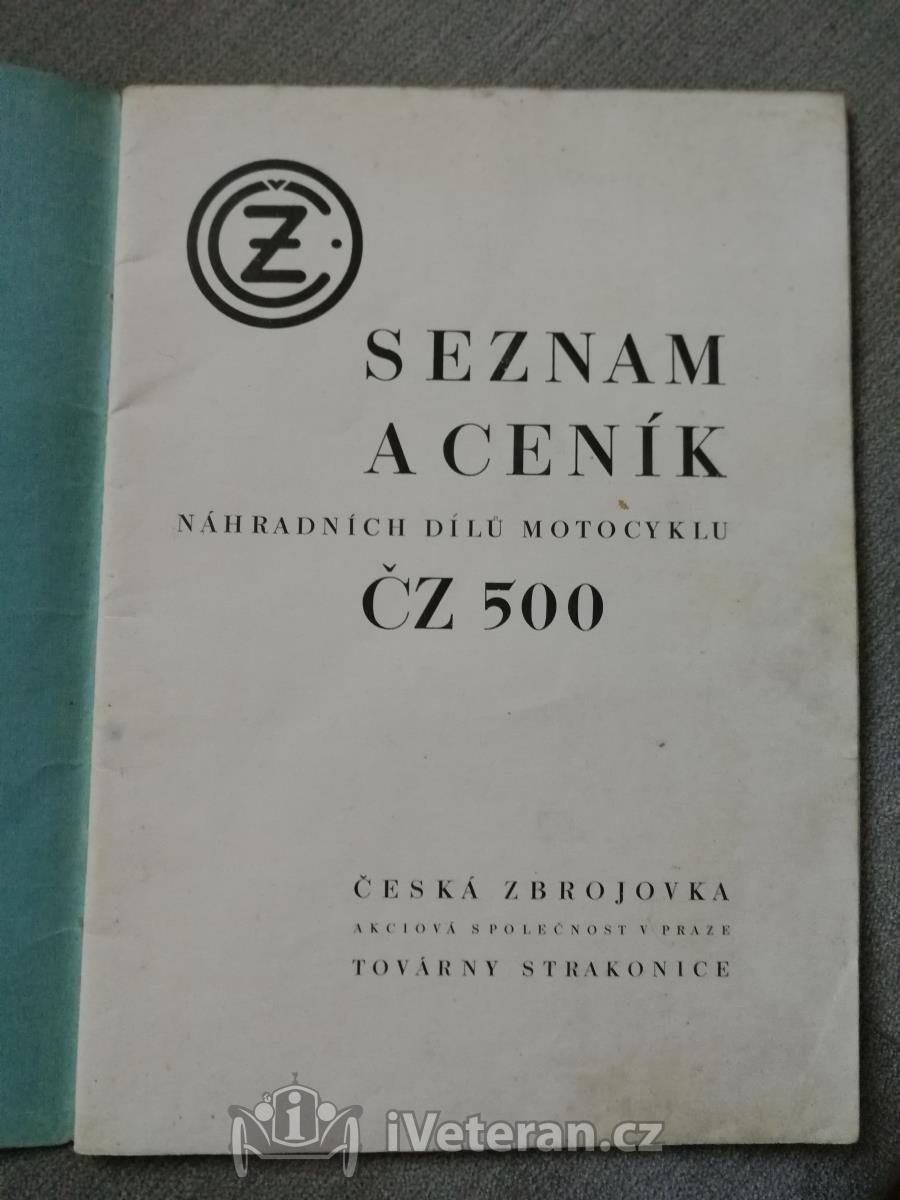 ČZ
SEZNAM
A CENÍK
NÁHRADNÍCH DÍLŮ MOTOCYKLU
ČZ 500
ČESKÁ ZBROJOVKA
AKCIOVÁ SPOLEČNOST V PRAZE
TOVÁRNY STRAKONICE
i iVeteran.cz